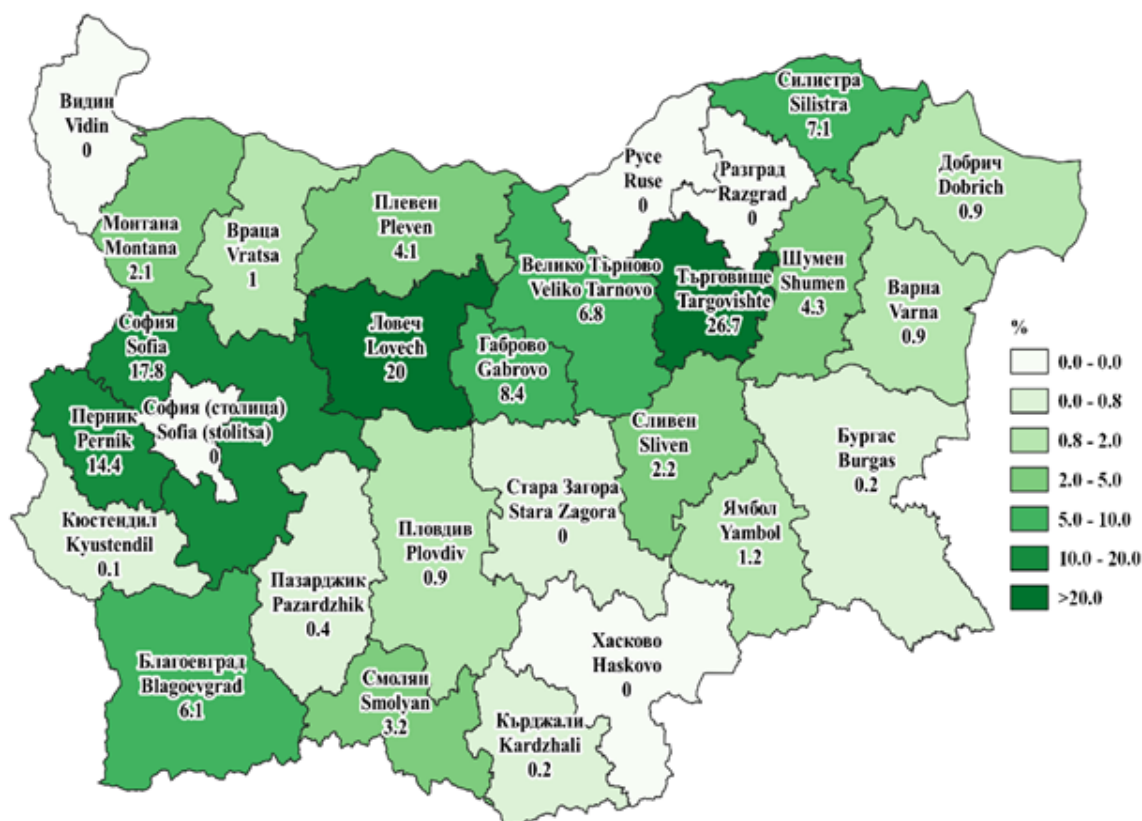 Видин
Vidin
0
Монтана
Montana
2.1
Враца
Vratsa
1
Плевен
Pleven
4.1
Русе
Ruse
0
Разград
Razgrad
0
Силистра
Silistra
7.1
Добрич
Dobrich
0.9
Велико Търново
Veliko Tarnovo
6.8
Търговище
Targovishte
26.7
Шумен
Shumen
4.3
Варна
Varna
0.9
София
Sofia
17.8
Ловеч
Lovech
20
Габрово
Gabrovo
8.4
Перник
Pernik
14.4
София (столица)
Sofia (stolitsa)
0
Сливен
Sliven
2.2
Бургас
Burgas
0.2
Кюстендил
Kyustendil
0.1
Пазарджик
Pazardzhik
0.4
Пловдив
Plovdiv
0.9
Стара Загора
Stara Zagora
0
Ямбол
Yambol
1.2
Благоевград
Blagoevgrad
6.1
Смолян
Smolyan
3.2
Хасково
Haskovo
0
Кърджали
Kardzhali
0.2
%
0.0 - 0.0
0.0 - 0.8
0.8 - 2.0
2.0 - 5.0
5.0 - 10.0
10.0 - 20.0
>20.0